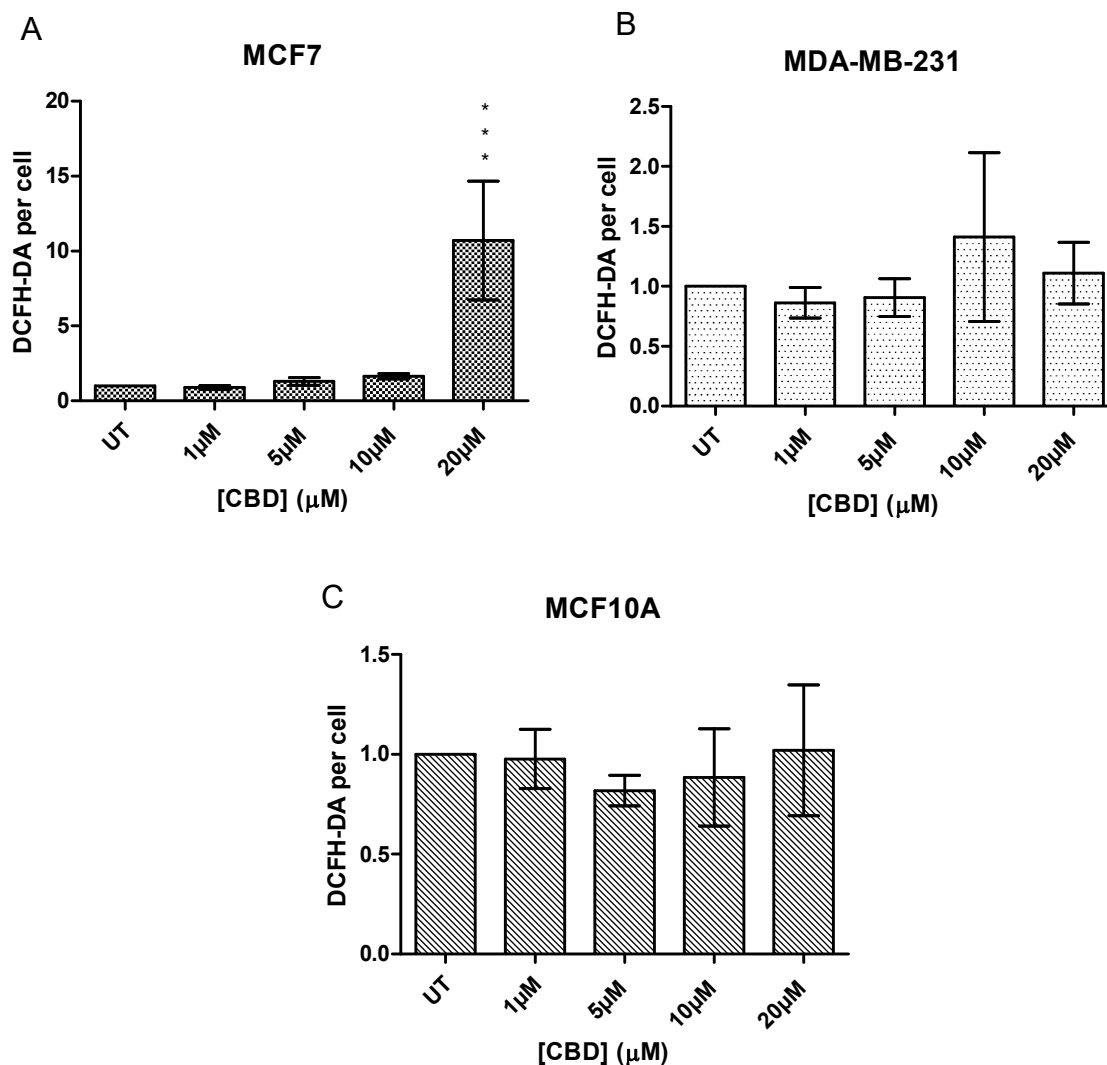 A
MCF7
DCFH-DA per cell
20
15
10
5
0
***
UT
1µM
5µM
10µM
20µM
[CBD] (µM)
B
MDA-MB-231
DCFH-DA per cell
2.5
2.0
1.5
1.0
0.5
0.0
UT
1µM
5µM
10µM
20µM
[CBD] (µM)
C
MCF10A
DCFH-DA per cell
1.5
1.0
0.5
0.0
UT
1µM
5µM
10µM
20µM
[CBD] (µM)